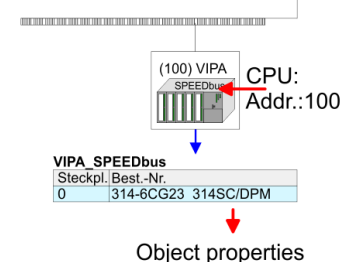 (100) VIPA
SPEEDbus
CPU:
Addr.:100
P
VIPA_SPEEDbus
Steckpl. Best.-Nr.
0 314-6CG23 314SC/DPM
Object properties